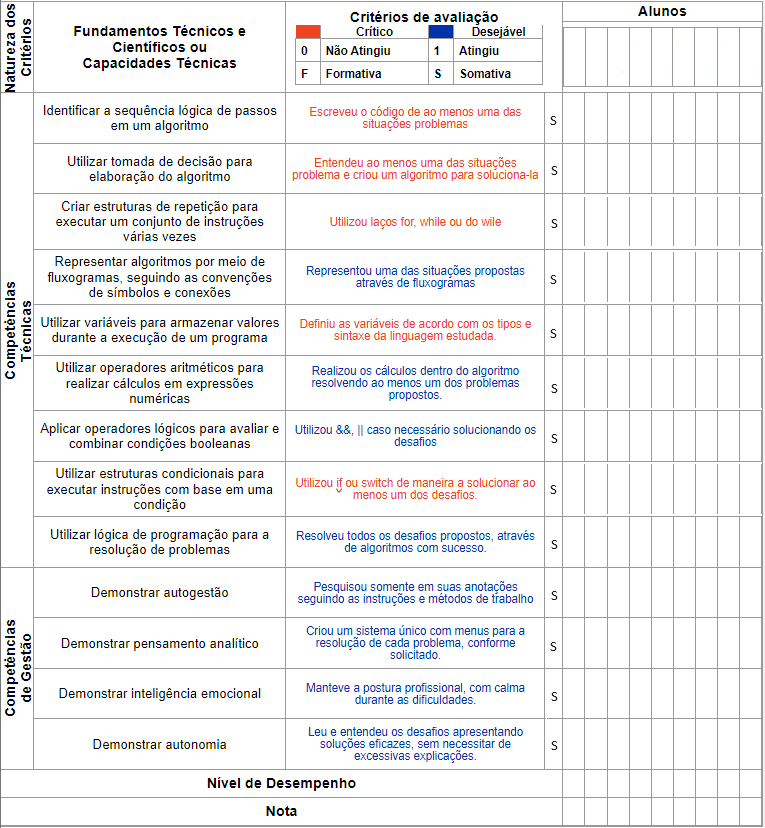 Natureza dos
Critérios
Fundamentos Técnicos e
Científicos ou
Capacidades Técnicas
Critérios de avaliação
Crítico
Desejável
0 Não Atingiu 1 Atingiu
F Formativa S Somativa
Alunos
Competências
Técnicas
Identificar a sequência lógica de passos
em um algoritmo
Escreveu o código de ao menos uma das
situações problemas
S
Utilizar tomada de decisão para
elaboração do algoritmo
Entendeu ao menos uma das situações
problema e criou um algoritmo para soluciona-la
S
Criar estruturas de repetição para
executar um conjunto de instruções
várias vezes
Utilizou laços for, while ou do wile
S
Representar algoritmos por meio de
fluxogramas, seguindo as convenções
de símbolos e conexões
Representou uma das situações propostas
através de fluxogramas
S
Utilizar variáveis para armazenar valores
durante a execução de um programa
Definiu as variáveis de acordo com os tipos e
sintaxe da linguagem estudada.
S
Utilizar operadores aritméticos para
realizar cálculos em expressões
numéricas
Realizou os cálculos dentro do algoritmo
resolvendo ao menos um dos problemas
propostos.
S
Aplicar operadores lógicos para avaliar e
combinar condições booleanas
Utilizou &&, || caso necessário solucionando os
desafios
S
Utilizar estruturas condicionais para
executar instruções com base em uma
condição
Utilizou if ou switch de maneira a solucionar ao
menos um dos desafios.
S
Utilizar lógica de programação para a
resolução de problemas
Resolveu todos os desafios propostos, através
de algoritmos com sucesso.
S
Competências
de Gestão
Demonstrar autogestão
Pesquisou somente em suas anotações
seguindo as instruções e métodos de trabalho
S
Demonstrar pensamento analítico
Criou um sistema único com menus para a
resolução de cada problema, conforme
solicitado.
S
Demonstrar inteligência emocional
Manteve a postura profissional, com calma
durante as dificuldades.
S
Demonstrar autonomia
Leu e entendeu os desafios apresentando
soluções eficazes, sem necessitar de
excessivas explicações.
S
Nível de Desempenho
Nota